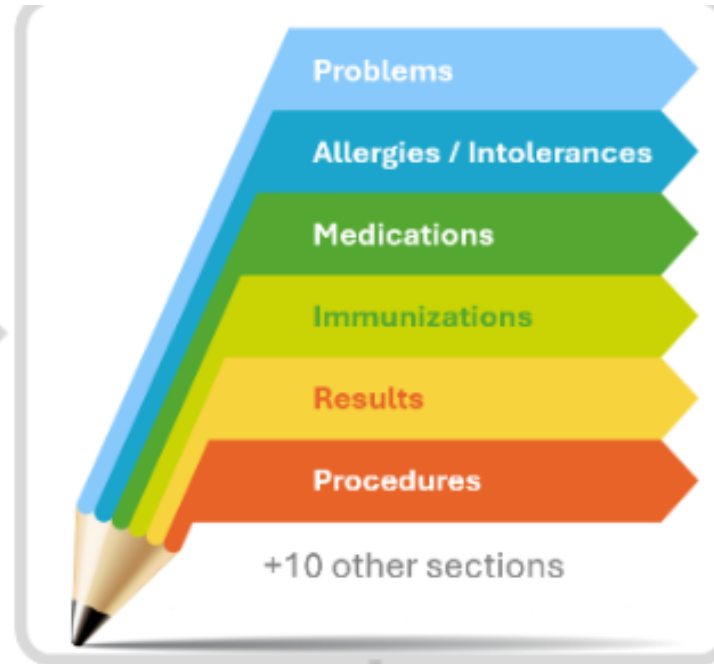 Problems
Allergies / Intolerances
Medications
Immunizations
Results
Procedures
+10 other sections